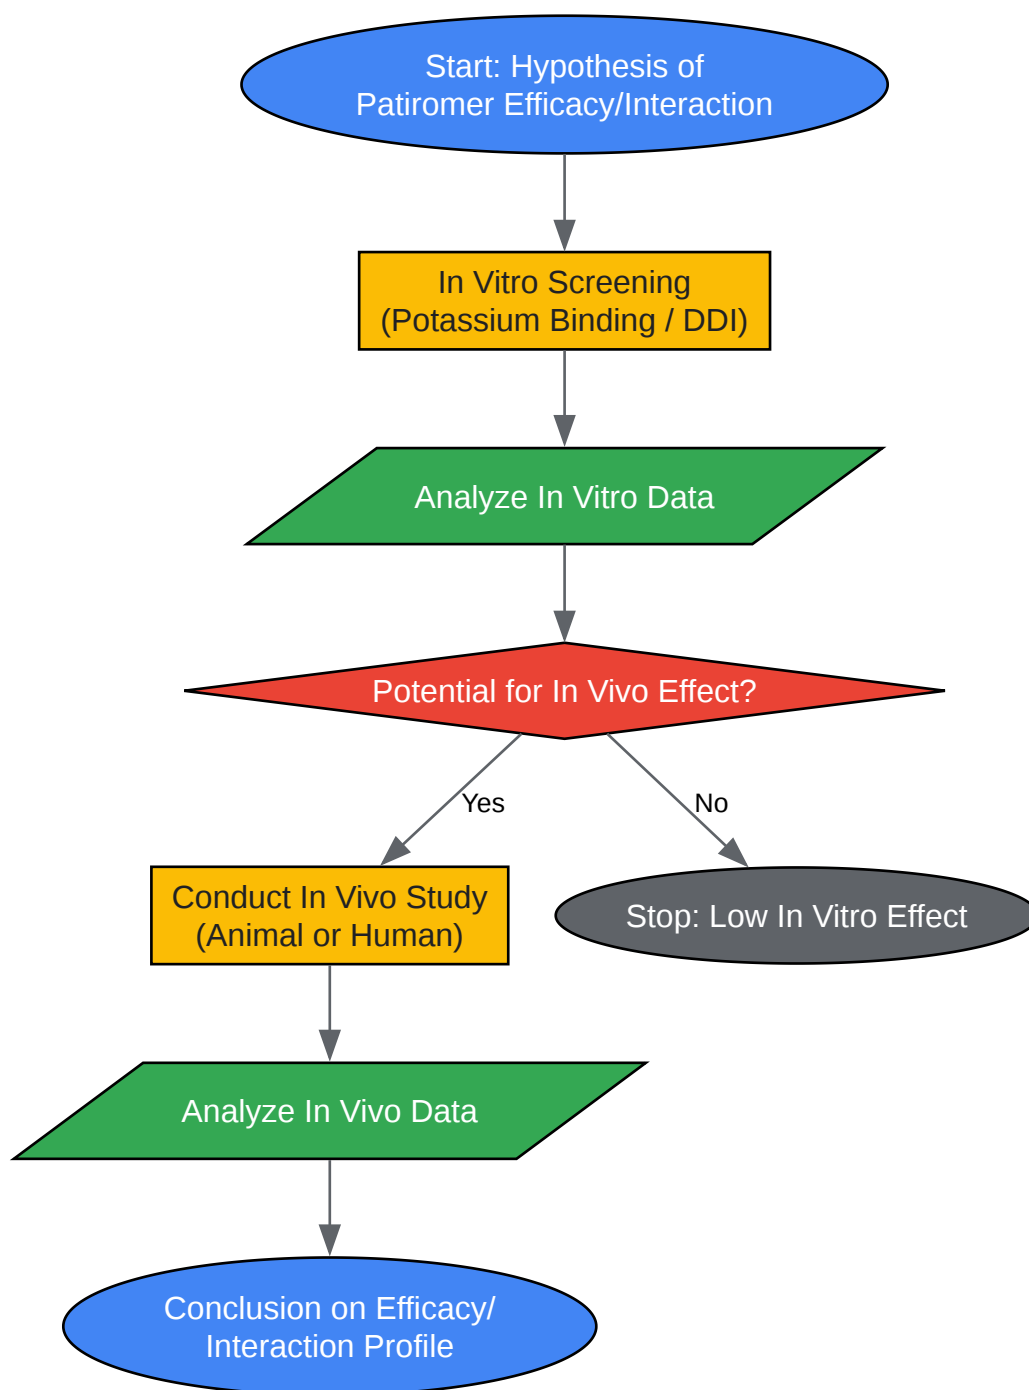 Start: Hypothesis of
Patiromer Efficacy/Interaction
In Vitro Screening
(Potassium Binding / DDI)
Analyze In Vitro Data
Potential for In Vivo Effect?
Yes
No
Conduct In Vivo Study
(Animal or Human)
Stop: Low In Vitro Effect
Analyze In Vivo Data
Conclusion on Efficacy/
Interaction Profile